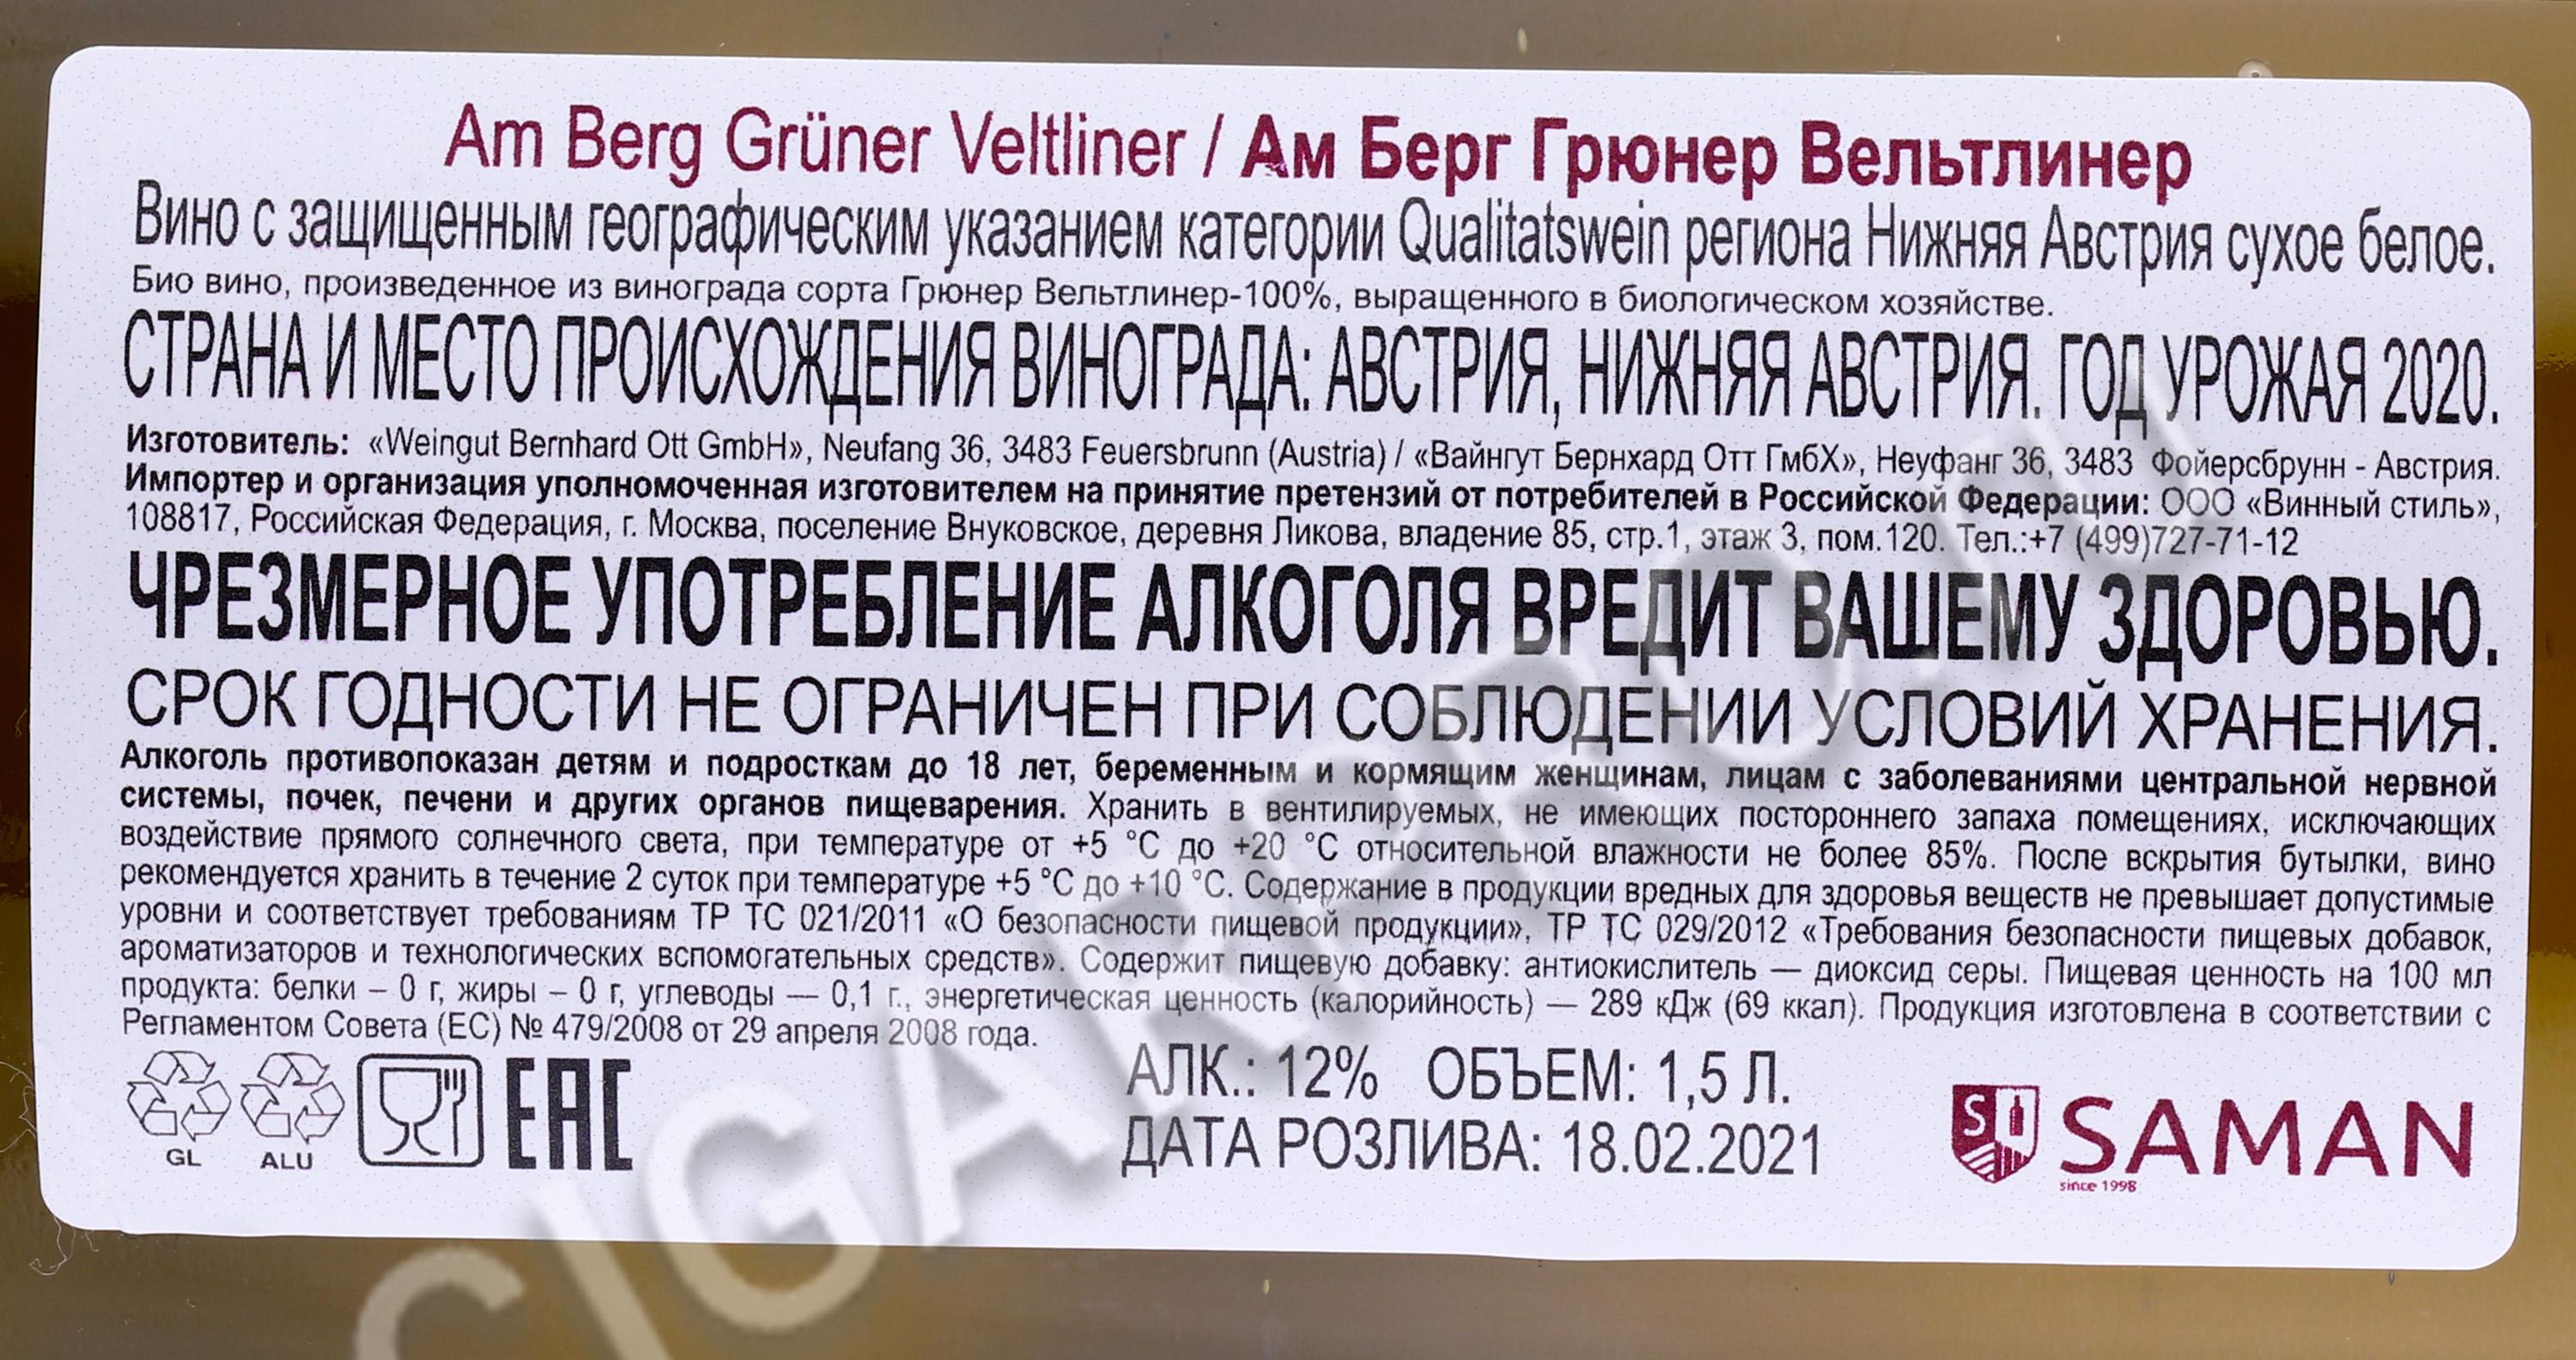 Am Berg Grüner Veltliner / Ам Берг Грюнер Вельтлинер
Вино с защищенным географическим указанием категории Qualitatswein региона Нижняя Австрия сухое белое.
Био вино, произведенное из винограда сорта Грюнер Вельтлинер-100%, выращенного в биологическом хозяйстве.
СТРАНА И МЕСТО ПРОИСХОЖДЕНИЯ ВИНОГРАДА: АВСТРИЯ, НИЖНЯЯ АВСТРИЯ. ГОД УРОЖАЯ 2020.
Изготовитель: «Weingut Bernhard Ott GmbH», Neufang 36, 3483 Feuersbrunn (Austria) / «Вайнгут Бернхард Отт ГмбХ», Неуфанг 36, 3483 Фойерсбрунн - Австрия.
Импортер и организация уполномоченная изготовителем на принятие претензий от потребителей в Российской Федерации: ООО «Винный стиль»,
108817, Российская Федерация, г. Москва, поселение Внуковское, деревня Ликова, владение 85, стр.1, этаж 3, пом.120. Тел.:+7 (499)727-71-12
ЧРЕЗМЕРНОЕ УПОТРЕБЛЕНИЕ АЛКОГОЛЯ ВРЕДИТ ВАШЕМУ ЗДОРОВЬЮ.
СРОК ГОДНОСТИ НЕ ОГРАНИЧЕН ПРИ СОБЛЮДЕНИИ УСЛОВИЙ ХРАНЕНИЯ.
Алкоголь противопоказан детям и подросткам до 18 лет, беременным и кормящим женщинам, лицам с заболеваниями центральной нервной
системы, почек, печени и других органов пищеварения. Хранить в вентилируемых, не имеющих постороннего запаха помещениях, исключающих
воздействие прямого солнечного света, при температуре от +5 °C до +20 °C относительной влажности не более 85%. После вскрытия бутылки, вино
рекомендуется хранить в течение 2 суток при температуре +5 °C до +10 °C. Содержание в продукции вредных для здоровья веществ не превышает допустимые
уровни и соответствует требованиям ТР ТС 021/2011 «О безопасности пищевой продукции», ТР ТС 029/2012 «Требования безопасности пищевых добавок,
ароматизаторов и технологических вспомогательных средств». Содержит пищевую добавку: антиокислитель — диоксид серы. Пищевая ценность на 100 мл
продукта: белки – 0 г, жиры – 0 г, углеводы — 0,1 г., энергетическая ценность (калорийность) — 289 кДж (69 ккал). Продукция изготовлена в соответствии с
Регламентом Совета (ЕС) № 479/2008 от 29 апреля 2008 года.
GL ALU EAC
АЛК.: 12% ОБЪЕМ: 1,5 Л.
ДАТА РОЗЛИВА: 18.02.2021
S SAMAN
since 1998
CIGARPRO.RU